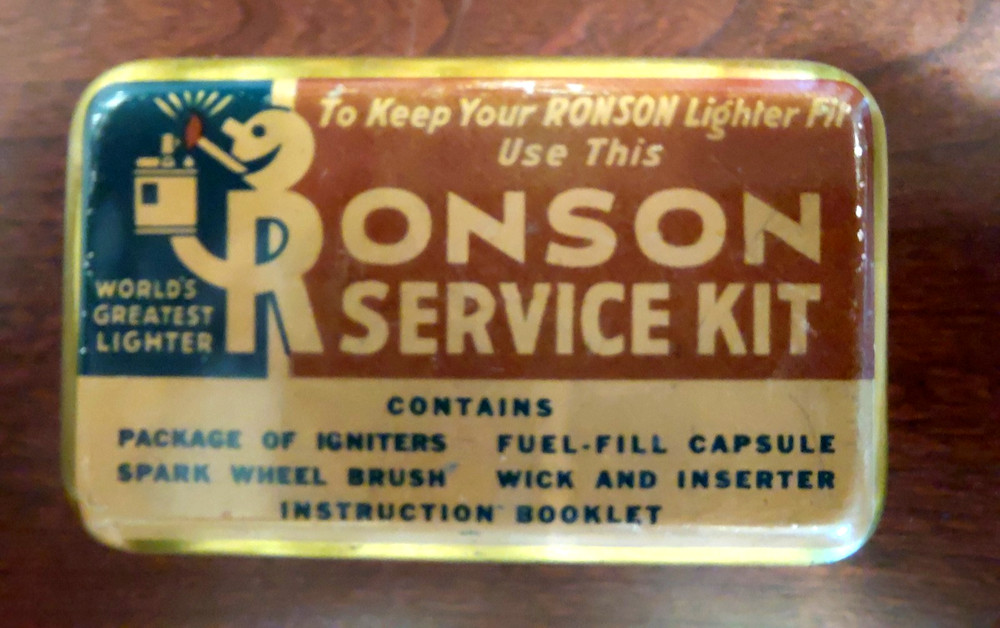 To Keep Your RONSON Lighter Fit
Use This
RONSON
SERVICE KIT
WORLD'S
GREATEST
LIGHTER
CONTAINS
PACKAGE OF IGNITERS FUEL-FILL CAPSULE
SPARK WHEEL BRUSH WICK AND INSERTER
INSTRUCTION BOOKLET